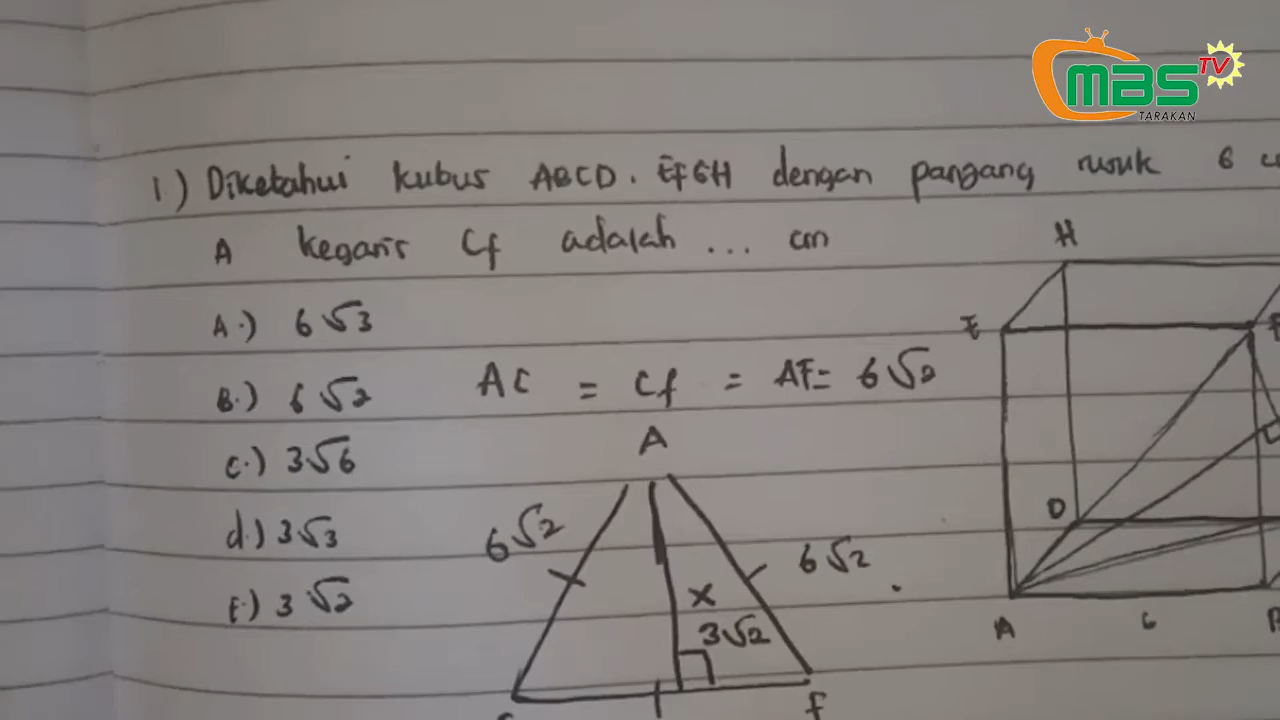 MBS TV
TARAKAN
1.) Diketahui kubus ABCD. EFGH dengan panjang rusuk 6
A kegaris Cf adalah ... cm
A.) 6√3
B.) 6√2
C.) 3√6
d.) 3√3
E.) 3√2
AC = Cf = AF = 6√2
A
6√2
6√2
x
3√2
F
H
E
D
A
6